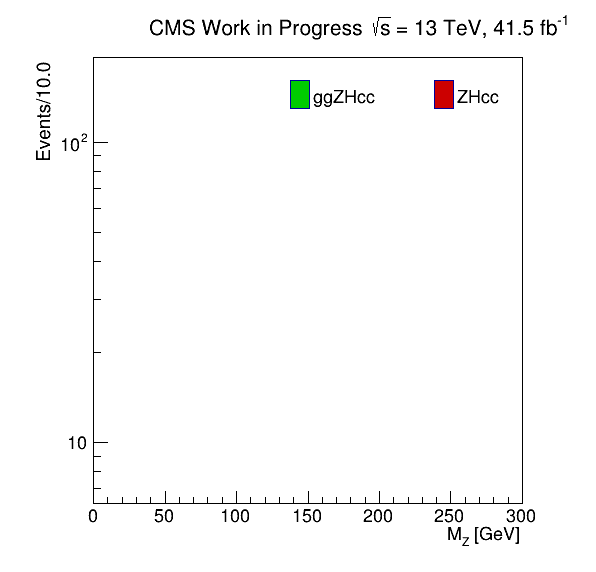 CMS Work in Progress √s = 13 TeV, 41.5 fb⁻¹
Events/10.0
ggZHcc ZHcc
10²
10
0 50 100 150 200 250 300
M_Z [GeV]